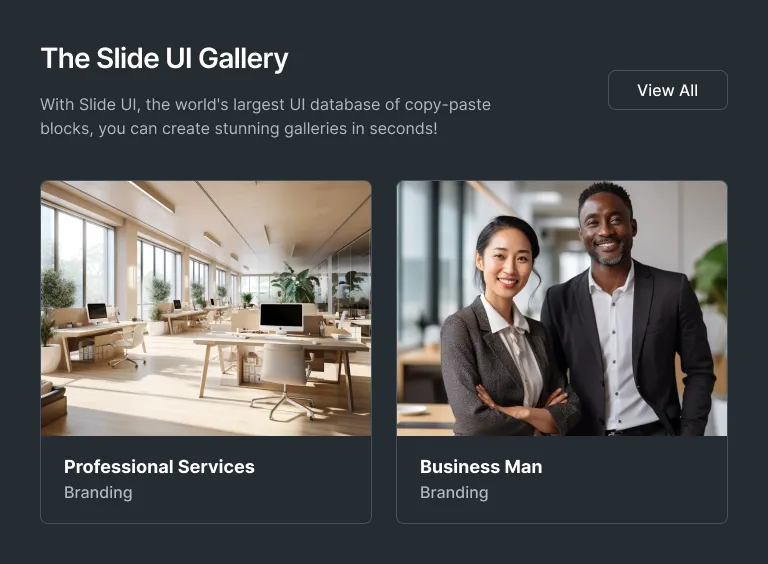 The Slide UI Gallery
With Slide UI, the world's largest UI database of copy-paste
blocks, you can create stunning galleries in seconds!
View All
Professional Services
Branding
Business Man
Branding